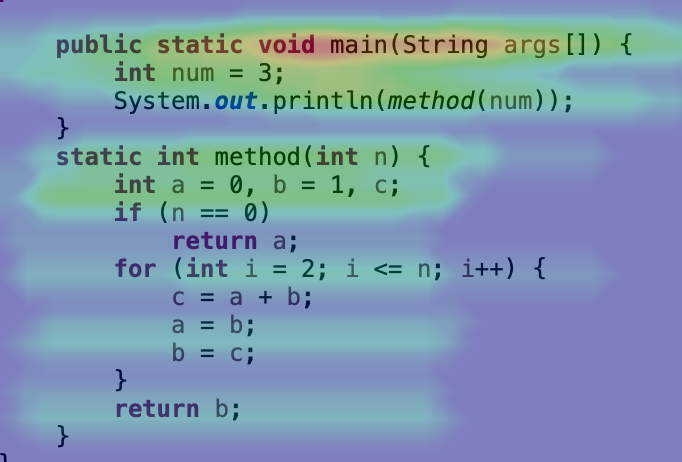 public static void main(String args[]) {
int num = 3;
System.out.println(method(num));
}
static int method(int n) {
int a = 0, b = 1, c;
if (n == 0)
return a;
for (int i = 2; i <= n; i++) {
c = a + b;
a = b;
b = c;
}
return b;
}
}